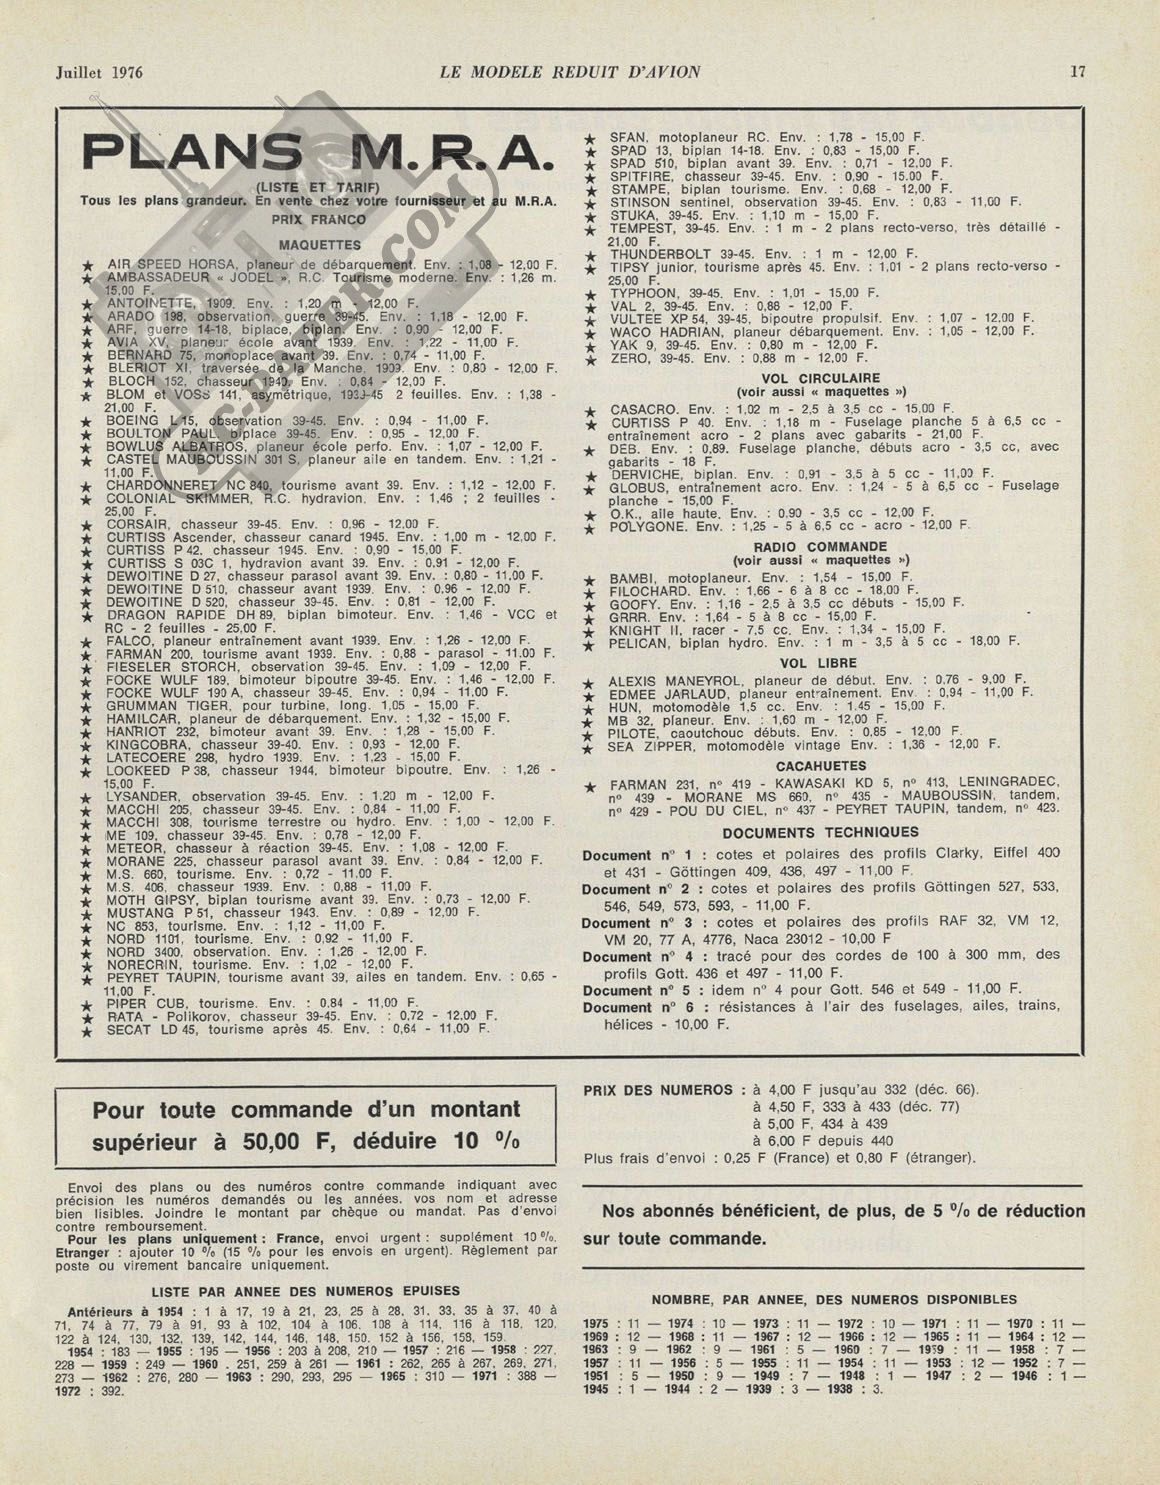 Juillet 1976
LE MODELE REDUIT D'AVION
17
PLANS M.R.A.
(LISTE ET TARIF)
Tous les plans grandeur. En vente chez votre fournisseur et au M.R.A.
PRIX FRANCO
MAQUETTES
★ AIR SPEED HORSA, planeur de débarquement. Env. : 1,08 - 12,00 F.
★ AMBASSADEUR « JODEL », R.C. Tourisme moderne. Env. : 1,26 m.
15,00 F.
★ ANTOINETTE, 1909. Env. : 1,20 m - 12,00 F.
★ ARADO 198, observation, guerre 39-45. Env. : 1,18 - 12,00 F.
★ ARF, guerre 14-18, biplace, biplan. Env. : 0,90 - 12,00 F.
★ AVIA XV, planeur école avant 1939. Env. : 1,22 - 11,00 F.
★ BERNARD 75, monoplace avant 39. Env. : 0,74 - 11,00 F.
★ BLERIOT XI, traversée de la Manche, 1909. Env. : 0,80 - 12,00 F.
★ BLOCH 152, chasseur 1940. Env. : 0,84 - 12,00 F.
★ BLOM et VOSS 141, asymétrique, 1939-45 2 feuilles. Env. : 1,38 -
21,00 F.
★ BOEING L 15, observation 39-45. Env. : 0,94 - 11,00 F.
★ BOULTON PAUL, biplace 39-45. Env. : 0,95 - 12,00 F.
★ BOWLUS ALBATROS, planeur école perfo. Env. : 1,07 - 12,00 F.
★ CASTEL MAUBOUSSIN 301 S, planeur aile en tandem. Env. : 1,21 -
11,00 F.
★ CHARDONNERET NC 840, tourisme avant 39. Env. : 1,12 - 12,00 F.
★ COLONIAL SKIMMER, R.C. hydravion. Env. : 1,46 ; 2 feuilles -
25,00 F.
★ CORSAIR, chasseur 39-45. Env. : 0,96 - 12,00 F.
★ CURTISS Ascender, chasseur canard 1945. Env. : 1,00 m - 12,00 F.
★ CURTISS P 42, chasseur 1945. Env. : 0,90 - 15,00 F.
★ CURTISS S 03C 1, hydravion avant 39. Env. : 0,91 - 12,00 F.
★ DEWOITINE D 27, chasseur parasol avant 39. Env. : 0,80 - 11,00 F.
★ DEWOITINE D 510, chasseur avant 1939. Env. : 0.96 - 12,00 F.
★ DEWOITINE D 520, chasseur 39-45. Env. : 0,81 - 12,00 F.
★ DRAGON RAPIDE DH 89, biplan bimoteur. Env. : 1,46 - VCC et
RC - 2 feuilles - 25,00 F.
★ FALCO, planeur entraînement avant 1939. Env. : 1,26 - 12,00 F.
★ FARMAN 200, tourisme avant 1939. Env. : 0,88 - parasol - 11.00 F.
★ FIESELER STORCH, observation 39-45. Env. : 1,09 - 12,00 F.
★ FOCKE WULF 189, bimoteur bipoutre 39-45. Env. : 1,46 - 12,00 F.
★ FOCKE WULF 190 A, chasseur 39-45. Env. : 0,94 - 11,00 F.
★ GRUMMAN TIGER, pour turbine, long. 1,05 - 15,00 F.
★ HAMILCAR, planeur de débarquement. Env. : 1,32 - 15,00 F.
★ HANRIOT 232, bimoteur avant 39. Env. : 1,28 - 15,00 F.
★ KINGCOBRA, chasseur 39-40. Env. : 0,93 - 12,00 F.
★ LATECOERE 298, hydro 1939. Env. : 1,23 - 15,00 F.
★ LOOKEED P 38, chasseur 1944, bimoteur bipoutre. Env. : 1,26 -
15,00 F.
★ LYSANDER, observation 39-45. Env. : 1,20 m - 12,00 F.
★ MACCHI 205, chasseur 39-45. Env. : 0.84 - 11,00 F.
★ MACCHI 308, tourisme terrestre ou hydro. Env. : 1,00 - 12,00 F.
★ ME 109, chasseur 39-45. Env. : 0,78 - 12,00 F.
★ METEOR, chasseur à réaction 39-45. Env. : 1,08 - 12,00 F.
★ MORANE 225, chasseur parasol avant 39. Env. : 0,84 - 12,00 F.
★ M.S. 660, tourisme. Env. : 0,72 - 11.00 F.
★ M.S. 406, chasseur 1939. Env. : 0,88 - 11,00 F.
★ MOTH GIPSY, biplan tourisme avant 39. Env. : 0,73 - 12,00 F.
★ MUSTANG P 51, chasseur 1943. Env. : 0,89 - 12,00 F.
★ NC 853, tourisme. Env. : 1,12 - 11,00 F.
★ NORD 1101, tourisme. Env. : 0,92 - 11,00 F.
★ NORD 3400, observation. Env. : 1,26 - 12,00 F.
★ NORECRIN, tourisme. Env. : 1,02 - 12,00 F.
★ PEYRET TAUPIN, tourisme avant 39, ailes en tandem. Env. : 0,65 -
11,00 F.
★ PIPER CUB, tourisme. Env. : 0.84 - 11,00 F.
★ RATA - Polikorov, chasseur 39-45. Env. : 0,72 - 12,00 F.
★ SECAT LD 45, tourisme après 45. Env. : 0,64 - 11,00 F.
★ SFAN, motoplaneur RC. Env. : 1,78 - 15,00 F.
★ SPAD 13, biplan 14-18. Env. : 0,83 - 15,00 F.
★ SPAD 510, biplan avant 39. Env. : 0,71 - 12,00 F.
★ SPITFIRE, chasseur 39-45. Env. : 0,90 - 15.00 F.
★ STAMPE, biplan tourisme. Env. : 0,68 - 12,00 F.
★ STINSON sentinel, observation 39-45. Env. : 0,83 - 11,00 F.
★ STUKA, 39-45. Env. : 1,10 m - 15,00 F.
★ TEMPEST, 39-45. Env. : 1 m - 2 plans recto-verso, très détaillé -
21,00 F.
★ THUNDERBOLT 39-45. Env. : 1 m - 12,00 F.
★ TIPSY junior, tourisme après 45. Env. : 1,01 - 2 plans recto-verso -
25,00 F.
★ TYPHOON, 39-45. Env. : 1,01 - 15,00 F.
★ VAL 2, 39-45. Env. : 0,68 - 12,00 F.
★ VULTEE XP 54, 39-45, bipoutre propulsif. Env. : 1,07 - 12,00 F.
★ WACO HADRIAN, planeur débarquement. Env. : 1,05 - 12,00 F.
★ YAK 9, 39-45. Env. : 0,80 m - 12,00 F.
★ ZERO, 39-45. Env. : 0,88 m - 12,00 F.
VOL CIRCULAIRE
(voir aussi « maquettes »)
★ CASACRO. Env. : 1,02 m - 2,5 à 3,5 cc - 15,00 F.
★ CURTISS P 40. Env. : 1,18 m - Fuselage planche 5 à 6,5 cc -
entraînement acro - 2 plans avec gabarits - 21,00 F.
★ DEB. Env. : 0,89. Fuselage planche, débuts acro - 3,5 cc, avec
gabarits - 18 F.
★ DERVICHE, biplan. Env. : 0,91 - 3,5 à 5 cc - 11,00 F.
★ GLOBUS, entraînement acro. Env. : 1,24 - 5 à 6,5 cc - Fuselage
planche - 15,00 F.
★ O.K., aile haute. Env. : 0,90 - 3,5 cc - 12,00 F.
★ POLYGONE. Env. : 1,25 - 5 à 6,5 cc - acro - 12,00 F.
RADIO COMMANDE
(voir aussi « maquettes »)
★ BAMBI, motoplaneur. Env. : 1,54 - 15,00 F.
★ FILOCHARD. Env. : 1,66 - 6 à 8 cc - 18,00 F.
★ GOOFY. Env. : 1,16 - 2,5 à 3,5 cc débuts - 15,00 F.
★ GRRR. Env. : 1,64 - 5 à 8 cc - 15,00 F.
★ KNIGHT II, racer - 7,5 cc. Env. : 1,34 - 15,00 F.
★ PELICAN, biplan hydro. Env. : 1 m - 3,5 à 5 cc - 18,00 F.
VOL LIBRE
★ ALEXIS MANEYROL, planeur de début. Env. : 0,76 - 9,00 F.
★ EDMEE JARLAUD, planeur entraînement. Env. : 0,94 - 11,00 F.
★ HUN, motomodèle 1,5 cc. Env. : 1.45 - 15,00 F.
★ MB 32, planeur. Env. : 1,60 m - 12,00 F.
★ PILOTE, caoutchouc débuts. Env. : 0,85 - 12,00 F.
★ SEA ZIPPER, motomodèle vintage Env. : 1,36 - 12,00 F.
CACAHUETES
★ FARMAN 231, n° 419 - KAWASAKI KD 5, n° 413, LENINGRADEC,
n° 439 - MORANE MS 660, n° 435 - MAUBOUSSIN, tandem,
n° 429 - POU DU CIEL, n° 437 - PEYRET TAUPIN, tandem, n° 423.
DOCUMENTS TECHNIQUES
Document n° 1 : cotes et polaires des profils Clarky, Eiffel 400
et 431 - Göttingen 409, 436, 497 - 11,00 F.
Document n° 2 : cotes et polaires des profils Göttingen 527, 533,
546, 549, 573, 593, - 11,00 F.
Document n° 3 : cotes et polaires des profils RAF 32, VM 12,
VM 20, 77 A, 4776, Naca 23012 - 10,00 F
Document n° 4 : tracé pour des cordes de 100 à 300 mm, des
profils Gott. 436 et 497 - 11,00 F.
Document n° 5 : idem n° 4 pour Gott. 546 et 549 - 11,00 F.
Document n° 6 : résistances à l'air des fuselages, ailes, trains,
hélices - 10,00 F.
Pour toute commande d'un montant
supérieur à 50,00 F, déduire 10 %
Envoi des plans ou des numéros contre commande indiquant avec
précision les numéros demandés ou les années, vos nom et adresse
bien lisibles. Joindre le montant par chèque ou mandat. Pas d'envoi
contre remboursement.
Pour les plans uniquement : France, envoi urgent : supplément 10 %.
Etranger : ajouter 10 % (15 % pour les envois en urgent). Règlement par
poste ou virement bancaire uniquement.
LISTE PAR ANNEE DES NUMEROS EPUISES
Antérieurs à 1954 : 1 à 17, 19 à 21, 23, 25 à 28, 31, 33, 35 à 37, 40 à
71, 74 à 77, 79 à 91, 93 à 102, 104 à 106, 108 à 114, 116 à 118, 120,
122 à 124, 130, 132, 139, 142, 144, 146, 148, 150, 152 à 156, 158, 159.
1954 : 183 — 1955 : 195 — 1956 : 203 à 208, 210 — 1957 : 216 — 1958 : 227,
228 — 1959 : 249 — 1960 . 251, 259 à 261 — 1961 : 262, 265 à 267, 269, 271,
273 — 1962 : 276, 280 — 1963 : 290, 293, 295 — 1965 : 310 — 1971 : 388 —
1972 : 392.
PRIX DES NUMEROS : à 4,00 F jusqu'au 332 (déc. 66).
à 4,50 F, 333 à 433 (déc. 77)
à 5,00 F, 434 à 439
à 6,00 F depuis 440
Plus frais d'envoi : 0,25 F (France) et 0,80 F (étranger).
Nos abonnés bénéficient, de plus, de 5 % de réduction
sur toute commande.
NOMBRE, PAR ANNEE, DES NUMEROS DISPONIBLES
1975 : 11 — 1974 : 10 — 1973 : 11 — 1972 : 10 — 1971 : 11 — 1970 : 11 —
1969 : 12 — 1968 : 11 — 1967 : 12 — 1966 : 12 — 1965 : 11 — 1964 : 12 —
1963 : 9 — 1962 : 9 — 1961 : 5 — 1960 : 7 — 1959 : 11 — 1958 : 7 —
1957 : 11 — 1956 : 5 — 1955 : 11 — 1954 : 11 — 1953 : 12 — 1952 : 7 —
1951 : 5 — 1950 : 9 — 1949 : 7 — 1948 : 1 — 1947 : 2 — 1946 : 1 —
1945 : 1 — 1944 : 2 — 1939 : 3 — 1938 : 3.
RC-PAPER.COM